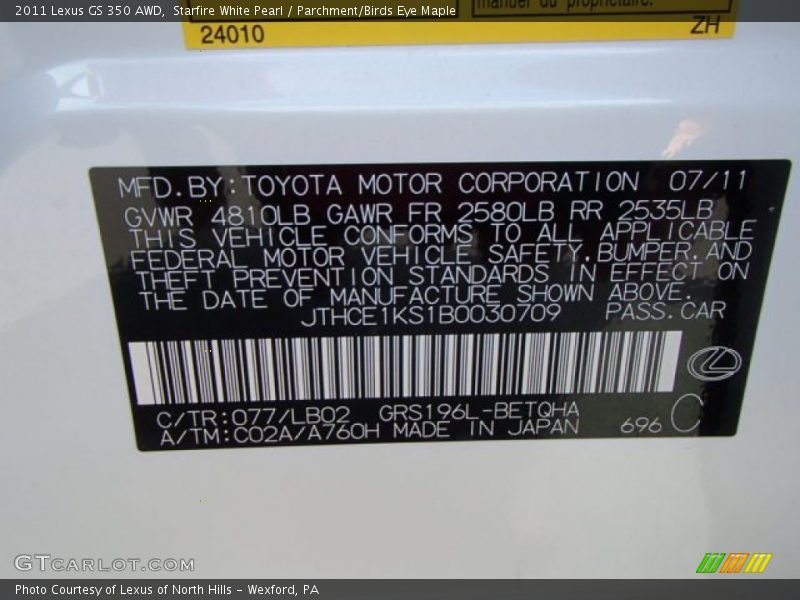 2011 Lexus GS 350 AWD, Starfire White Pearl / Parchment/Birds Eye Maple
manuel du propriétaire.
24010 ZH
MFD.BY:TOYOTA MOTOR CORPORATION 07/11
GVWR 4810LB GAWR FR 2580LB RR 2535LB
THIS VEHICLE CONFORMS TO ALL APPLICABLE
FEDERAL MOTOR VEHICLE SAFETY,BUMPER,AND
THEFT PREVENTION STANDARDS IN EFFECT ON
THE DATE OF MANUFACTURE SHOWN ABOVE.
JTHCE1KS1B0030709 PASS.CAR
C/TR:077/LB02 GRS196L-BETQHA
A/TM:C02A/A760H MADE IN JAPAN 696 C
GTCARLOT.COM
Photo Courtesy of Lexus of North Hills - Wexford, PA